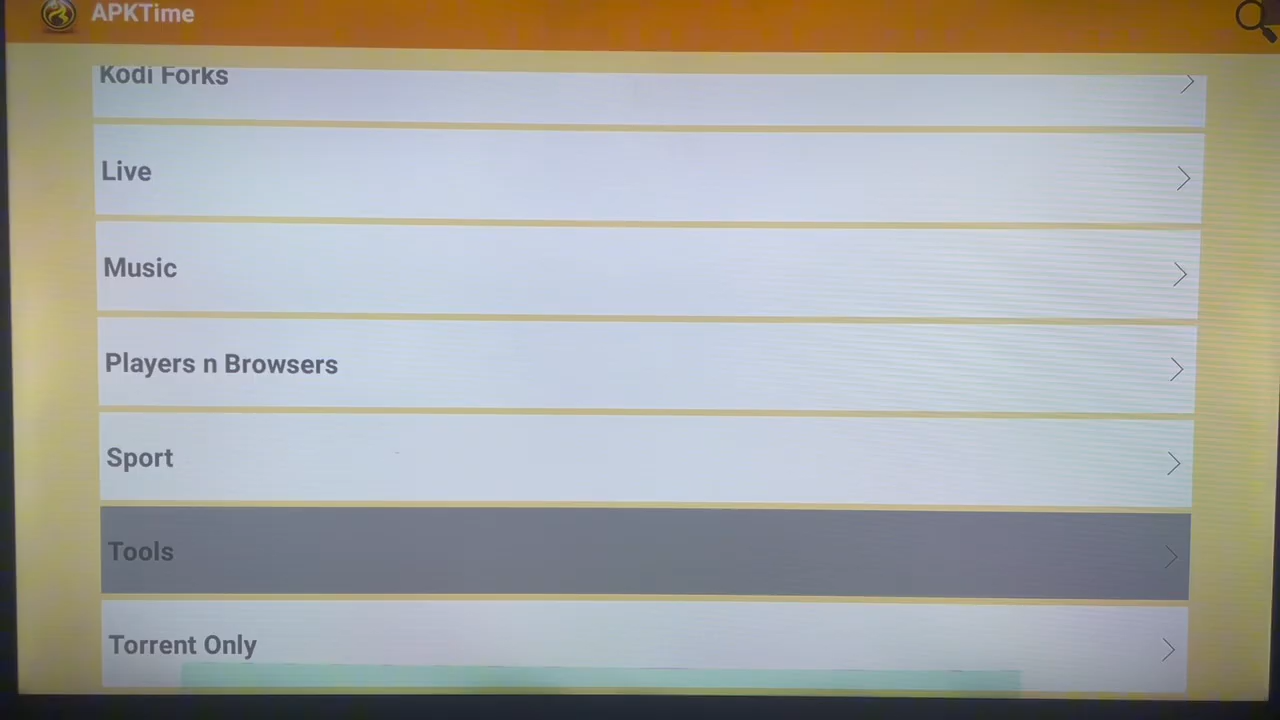 APKTime
Kodi Forks
Live
Music
Players n Browsers
Sport
Tools
Torrent Only